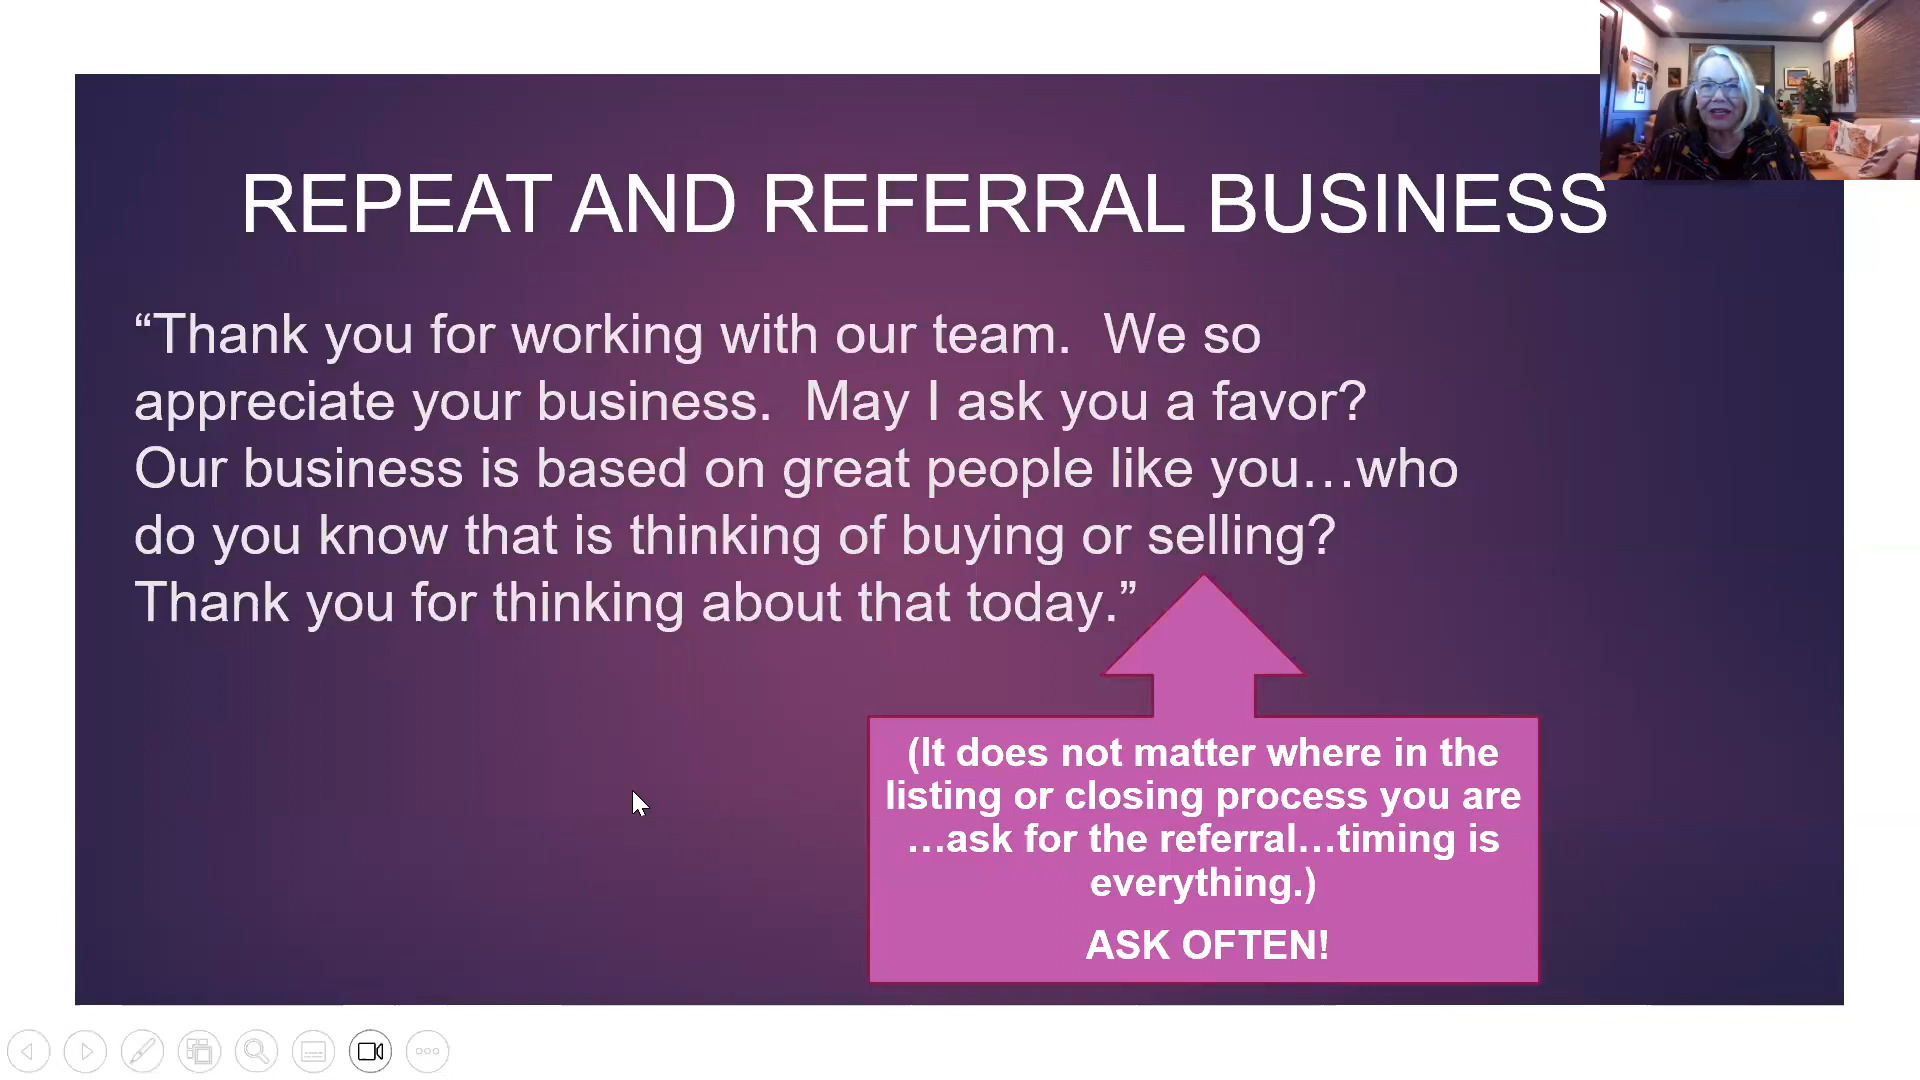 REPEAT AND REFERRAL BUSINESS
“Thank you for working with our team.  We so
appreciate your business.  May I ask you a favor?
Our business is based on great people like you…who
do you know that is thinking of buying or selling?
Thank you for thinking about that today.”
(It does not matter where in the
listing or closing process you are
…ask for the referral…timing is
everything.)
ASK OFTEN!